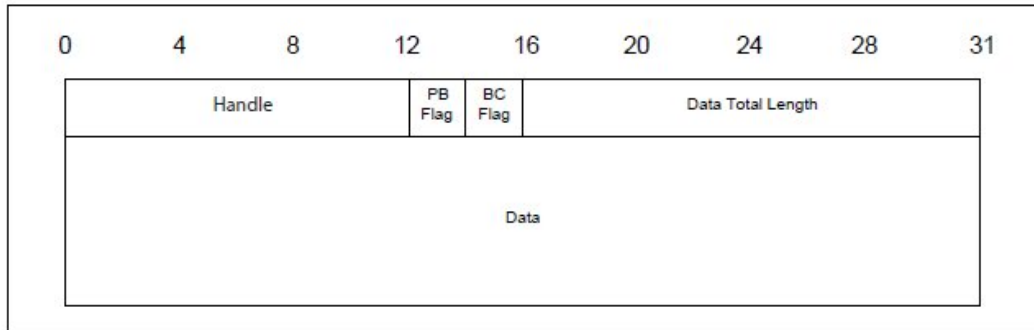 0 4 8 12 16 20 24 28 31
Handle
PB
Flag
BC
Flag
Data Total Length
Data